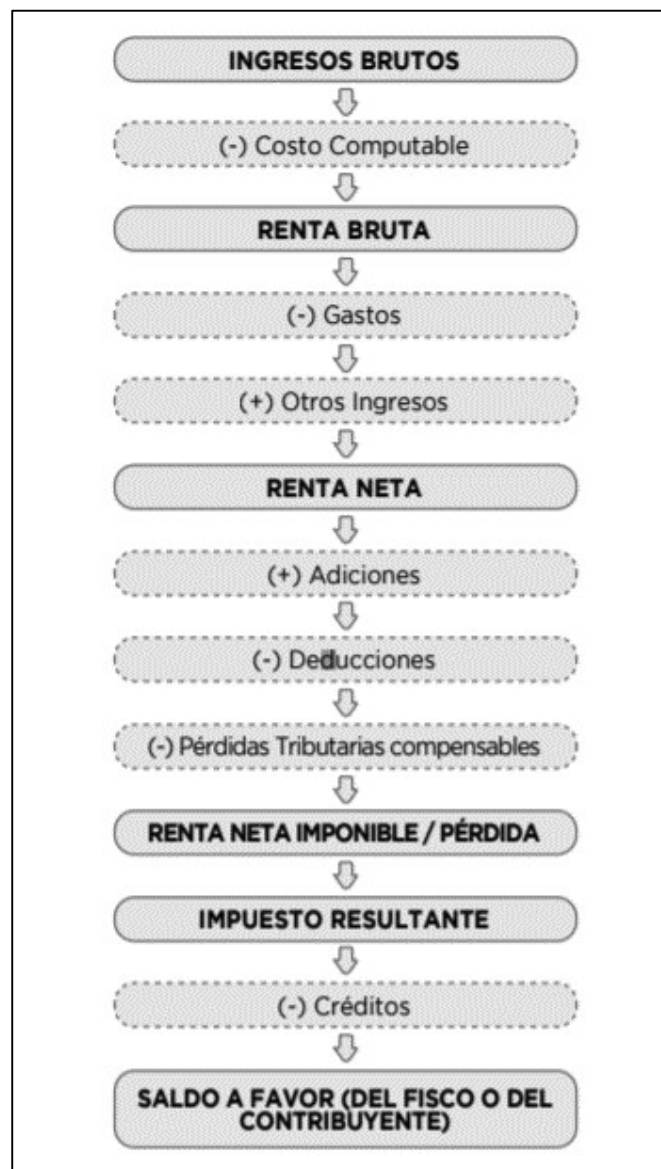 INGRESOS BRUTOS
(-) Costo Computable
RENTA BRUTA
(-) Gastos
(+) Otros Ingresos
RENTA NETA
(+) Adiciones
(-) Deducciones
(-) Pérdidas Tributarias compensables
RENTA NETA IMPONIBLE / PÉRDIDA
IMPUESTO RESULTANTE
(-) Créditos
SALDO A FAVOR (DEL FISCO O DEL
CONTRIBUYENTE)